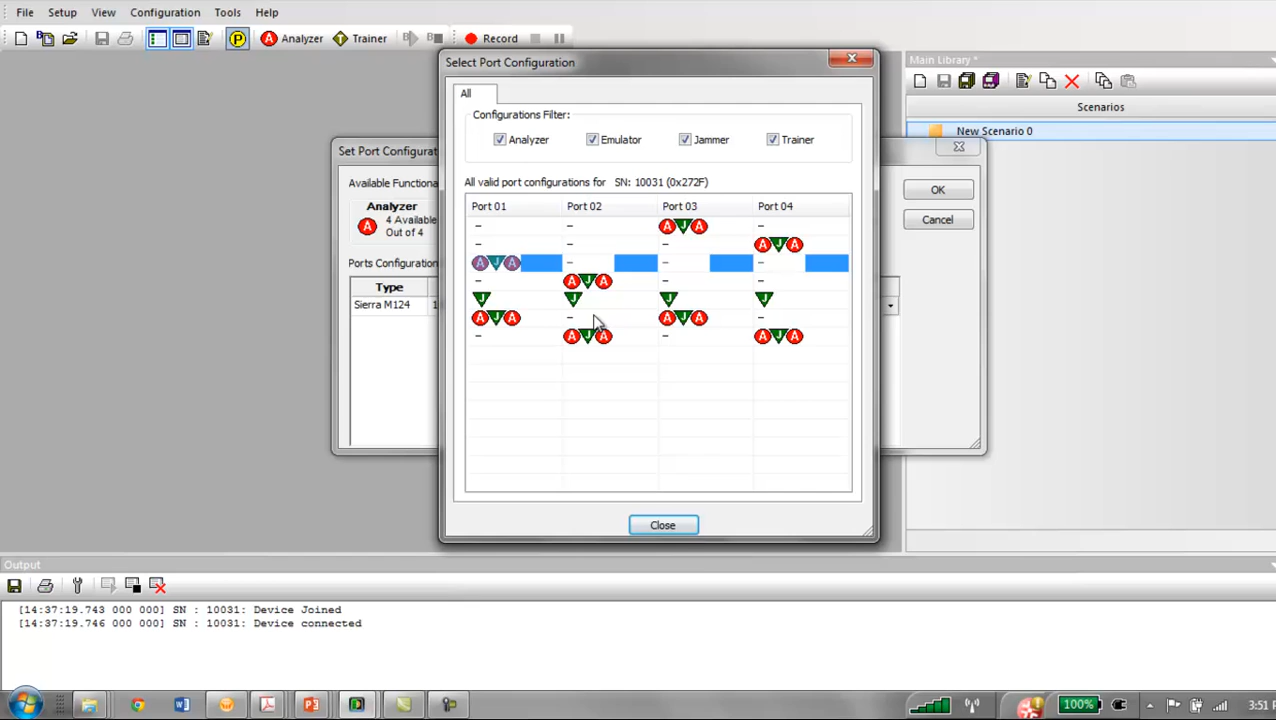 File Setup View Configuration Tools Help
P A Analyzer T Trainer Record
Select Port Configuration
Main Library *
All
Scenarios
Configurations Filter:
New Scenario 0
Analyzer Emulator Jammer Trainer
Set Port Configurat
Available Functiona
Analyzer
A 4 Available
Out of 4
OK
Cancel
All valid port configurations for SN: 10031 (0x272F)
Port 01 Port 02 Port 03 Port 04
- - A J A -
- - - A J A
A J A - - -
- A J A
J J J J
A J A - A J A -
- A J A - A J A
Ports Configuration
Type
Sierra M124 1
Close
Output
[14:37:19.743 000 000] SN : 10031: Device Joined
[14:37:19.746 000 000] SN : 10031: Device connected
100%
3:51